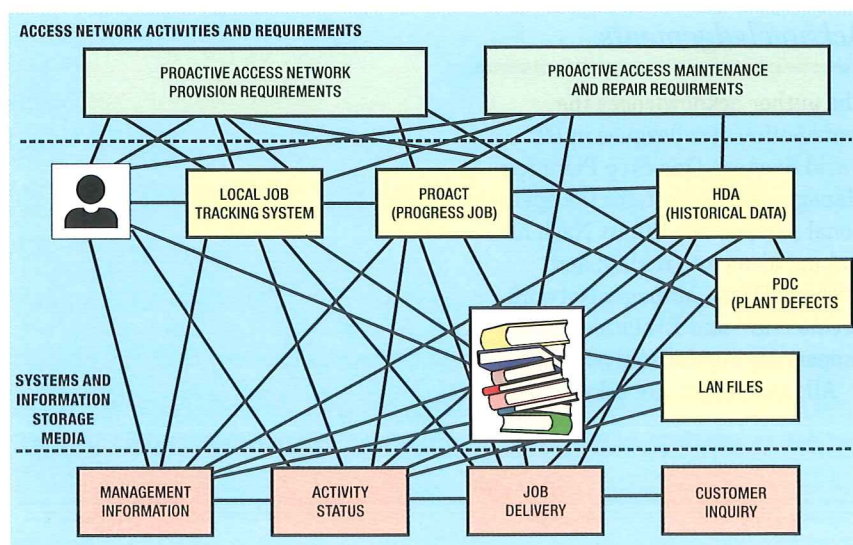 ACCESS NETWORK ACTIVITIES AND REQUIREMENTS
PROACTIVE ACCESS NETWORK
PROVISION REQUIREMENTS
PROACTIVE ACCESS MAINTENANCE
AND REPAIR REQUIRMENTS
LOCAL JOB
TRACKING SYSTEM
PROACT
(PROGRESS JOB)
HDA
(HISTORICAL DATA)
PDC
(PLANT DEFECTS
LAN FILES
SYSTEMS AND
INFORMATION
STORAGE
MEDIA
MANAGEMENT
INFORMATION
ACTIVITY
STATUS
JOB
DELIVERY
CUSTOMER
INQUIRY